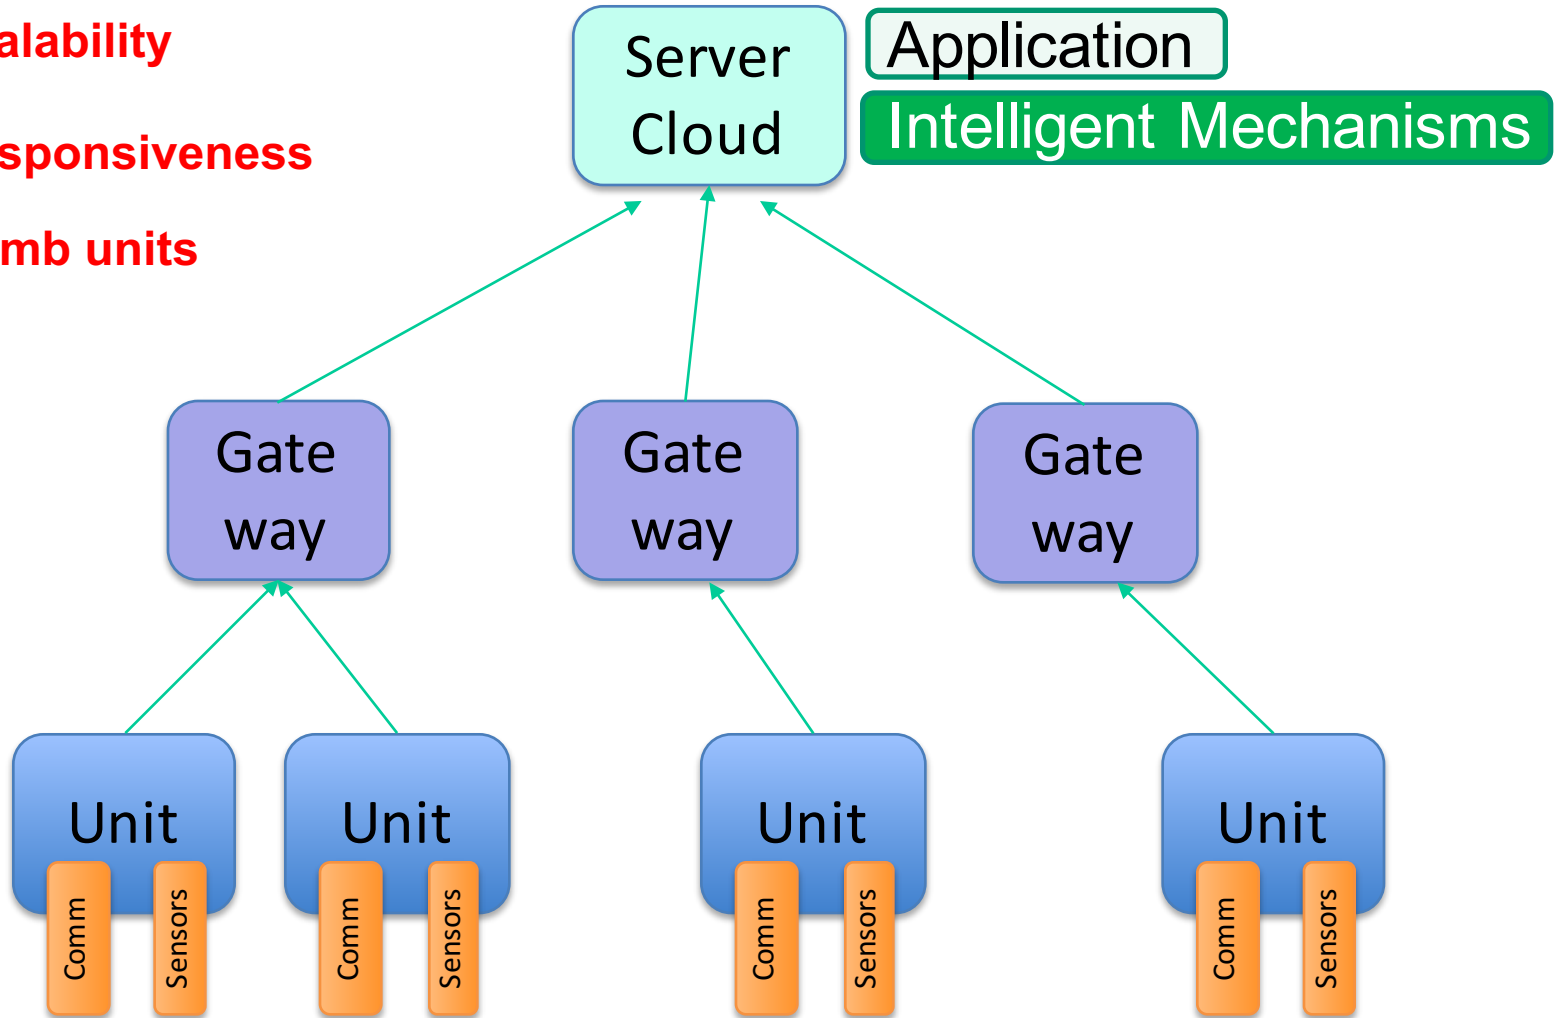 alability
sponsiveness
mb units
Server
Cloud
Application
Intelligent Mechanisms
Gate
way
Gate
way
Gate
way
Unit
Comm
Sensors
Unit
Comm
Sensors
Unit
Comm
Sensors
Unit
Comm
Sensors